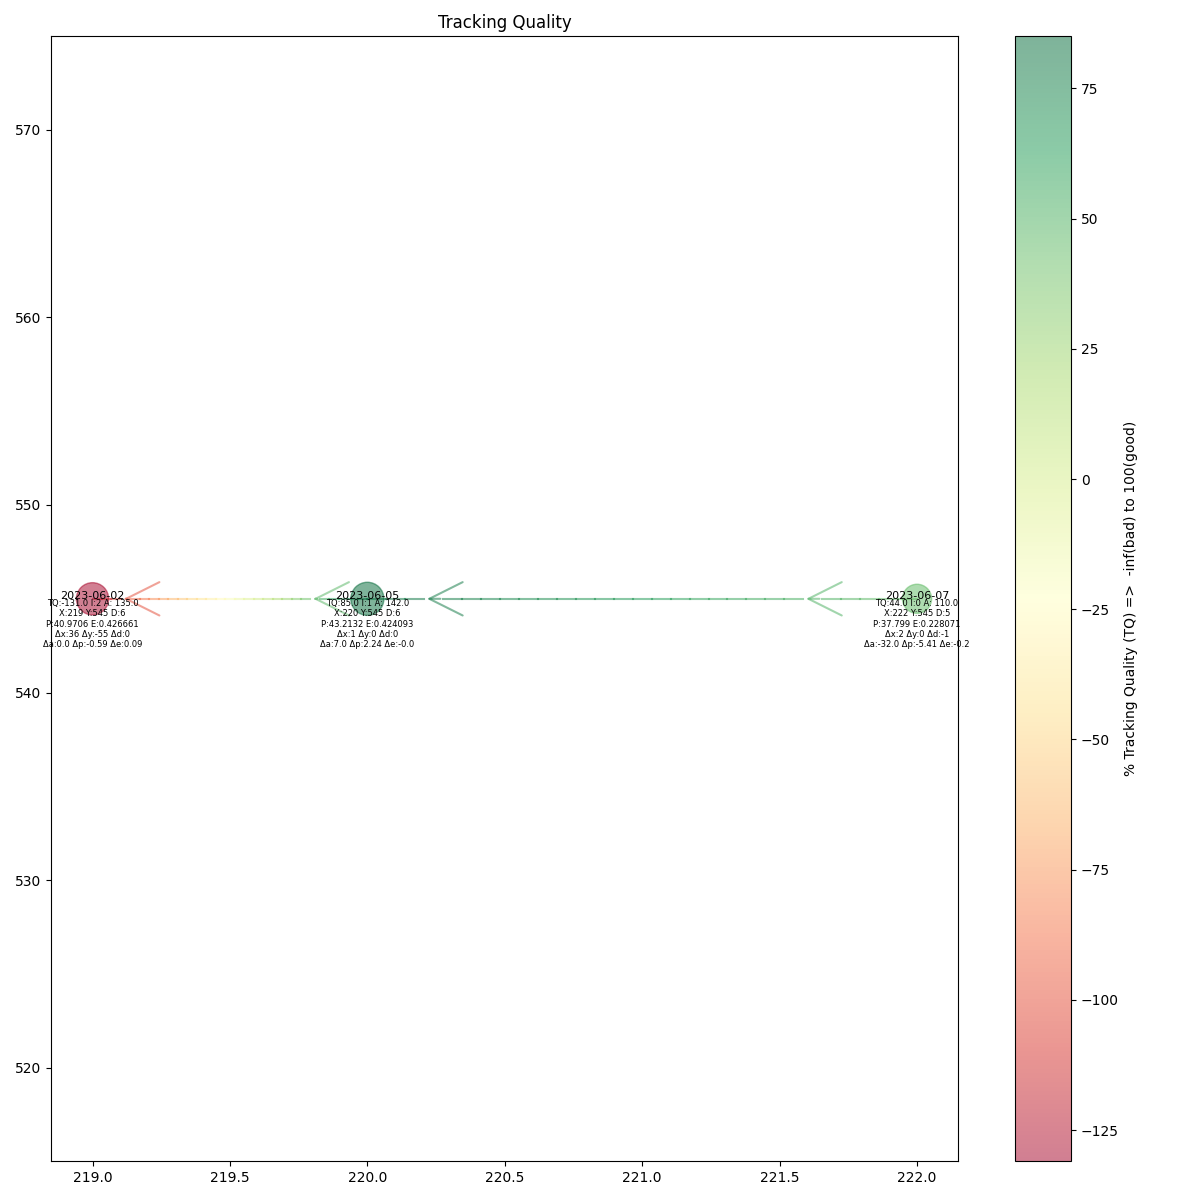 Tracking Quality
570
560
550
540
530
520
2023-06-02
TQ:-131.0 I:2 A: 135.0
X:219 Y:545 D:6
P:40.9706 E:0.426661
Δx:36 Δy:-55 Δd:0
Δa:0.0 Δp:-0.59 Δe:0.09
2023-06-05
TQ:85.0 I:1 A: 142.0
X:220 Y:545 D:6
P:43.2132 E:0.424093
Δx:1 Δy:0 Δd:0
Δa:7.0 Δp:2.24 Δe:-0.0
2023-06-07
TQ:44.0 I:0 A: 110.0
X:222 Y:545 D:5
P:37.799 E:0.228071
Δx:2 Δy:0 Δd:-1
Δa:-32.0 Δp:-5.41 Δe:-0.2
219.0 219.5 220.0 220.5 221.0 221.5 222.0
75
50
25
0
−25
−50
−75
−100
−125
% Tracking Quality (TQ) => -inf(bad) to 100(good)